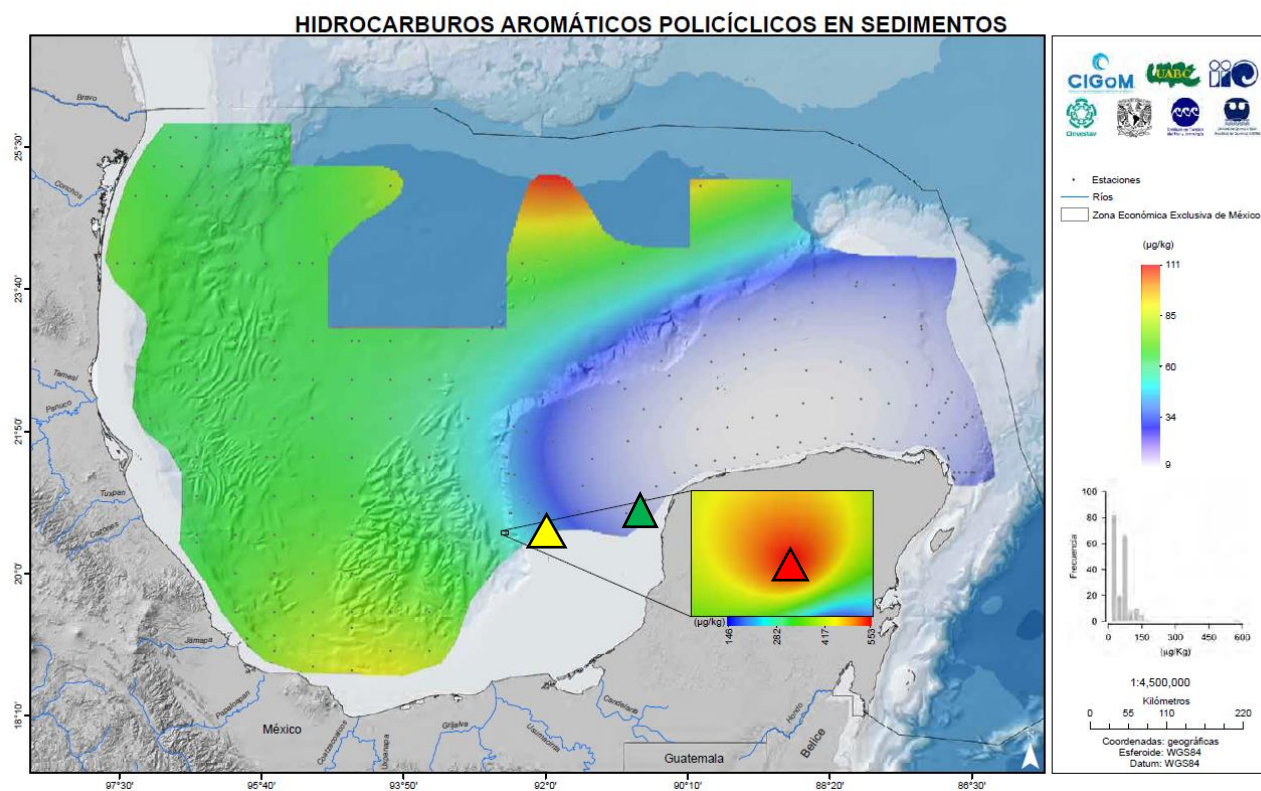 HIDROCARBUROS AROMÁTICOS POLICÍCLICOS EN SEDIMENTOS
Bravo
Conchos
Tamesí
Panuco
Tuxpan
Jamapa
Papaloapan
Coatzacoalcos
Uxpanapa
Grijalva
Usumacinta
Candelaria
Hondo
México
Guatemala
Belice
25°30'
23°40'
21°50'
20°0'
18°10'
97°30'
95°40'
93°50'
92°0'
90°10'
88°20'
86°30'
(µg/kg)
146
282
417
553
CIGoM
UABC
iio
Cinvestav
Estaciones
Ríos
Zona Económica Exclusiva de México
(µg/kg)
111
85
60
34
9
Frecuencia
100
80
60
40
20
0
0 150 300 450 600
(µg/Kg)
1:4,500,000
Kilómetros
0 55 110 220
Coordenadas: geográficas
Esferoide: WGS84
Datum: WGS84